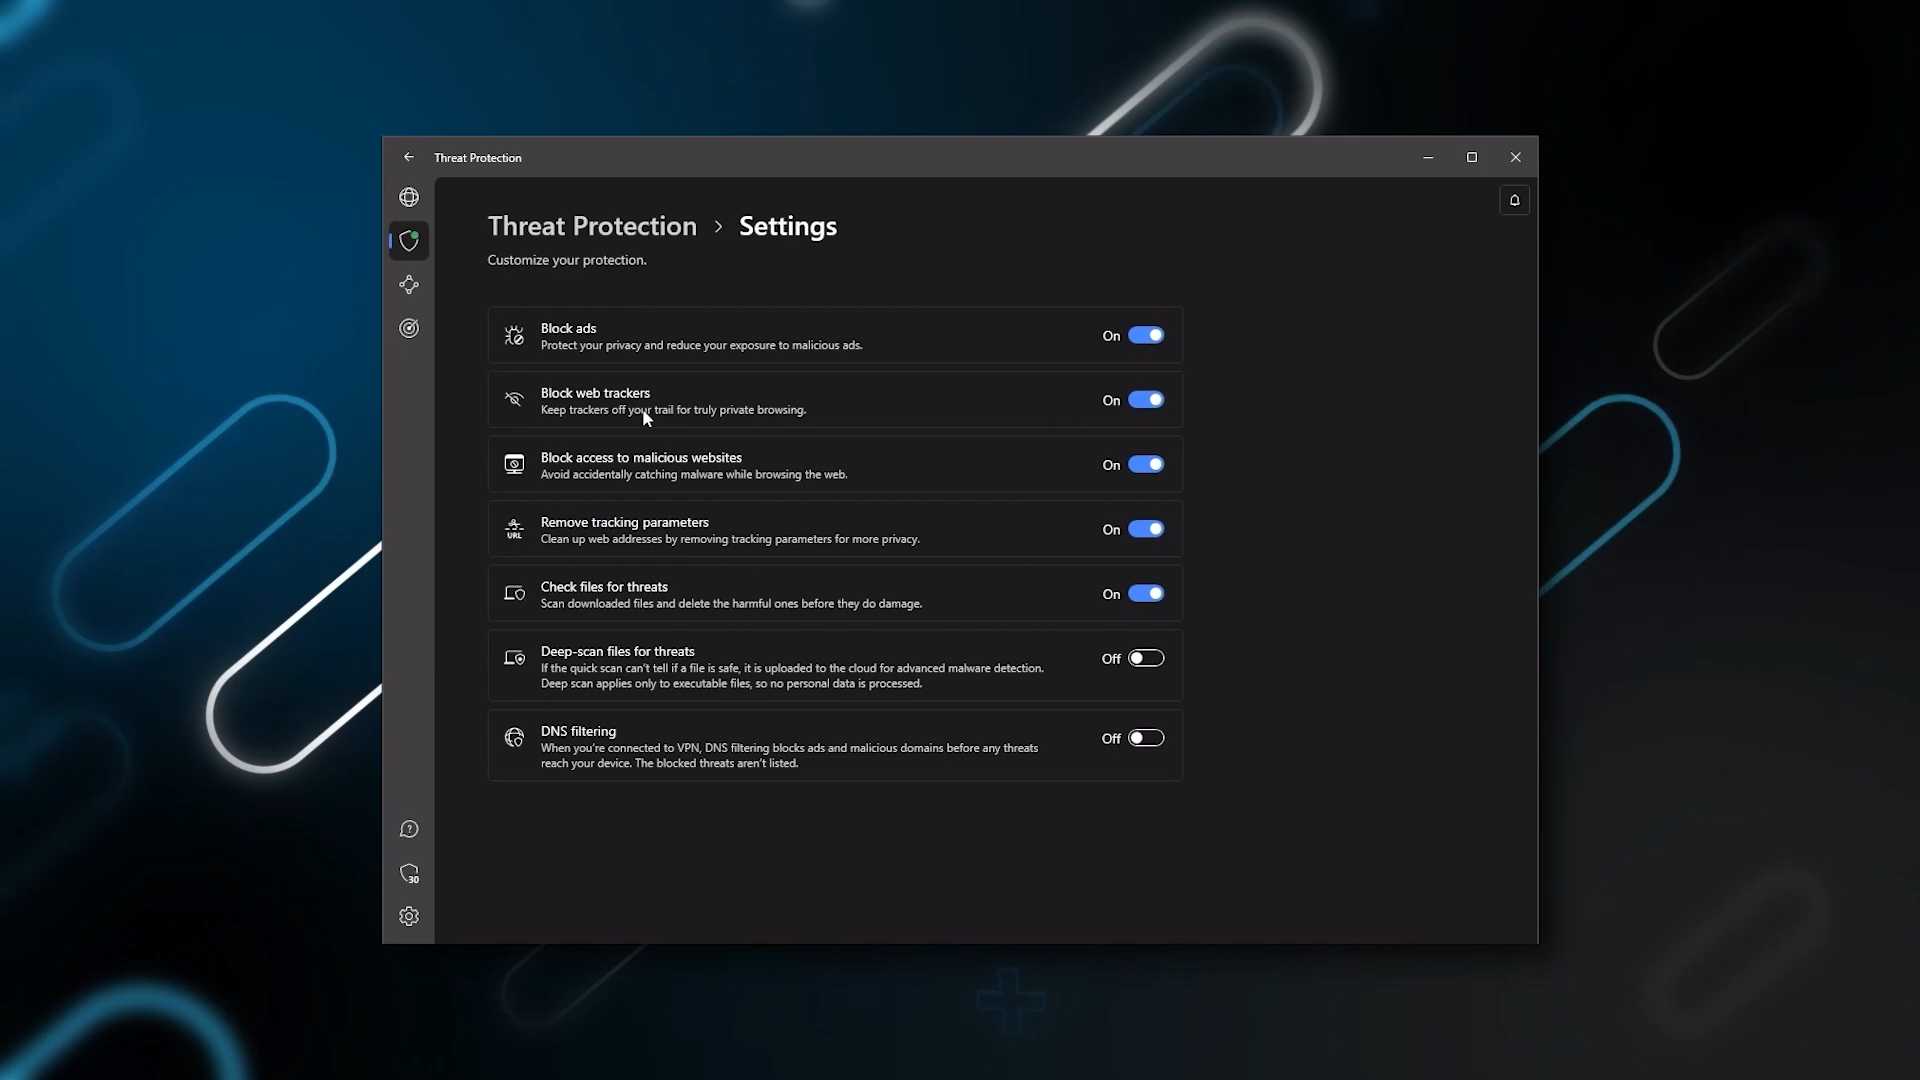 Threat Protection
Threat Protection > Settings
Customize your protection.
Block ads
Protect your privacy and reduce your exposure to malicious ads.
On
Block web trackers
Keep trackers off your trail for truly private browsing.
On
Block access to malicious websites
Avoid accidentally catching malware while browsing the web.
On
URL
Remove tracking parameters
Clean up web addresses by removing tracking parameters for more privacy.
On
Check files for threats
Scan downloaded files and delete the harmful ones before they do damage.
On
Deep-scan files for threats
If the quick scan can't tell if a file is safe, it is uploaded to the cloud for advanced malware detection.
Deep scan applies only to executable files, so no personal data is processed.
Off
DNS filtering
When you're connected to VPN, DNS filtering blocks ads and malicious domains before any threats
reach your device. The blocked threats aren't listed.
Off
30